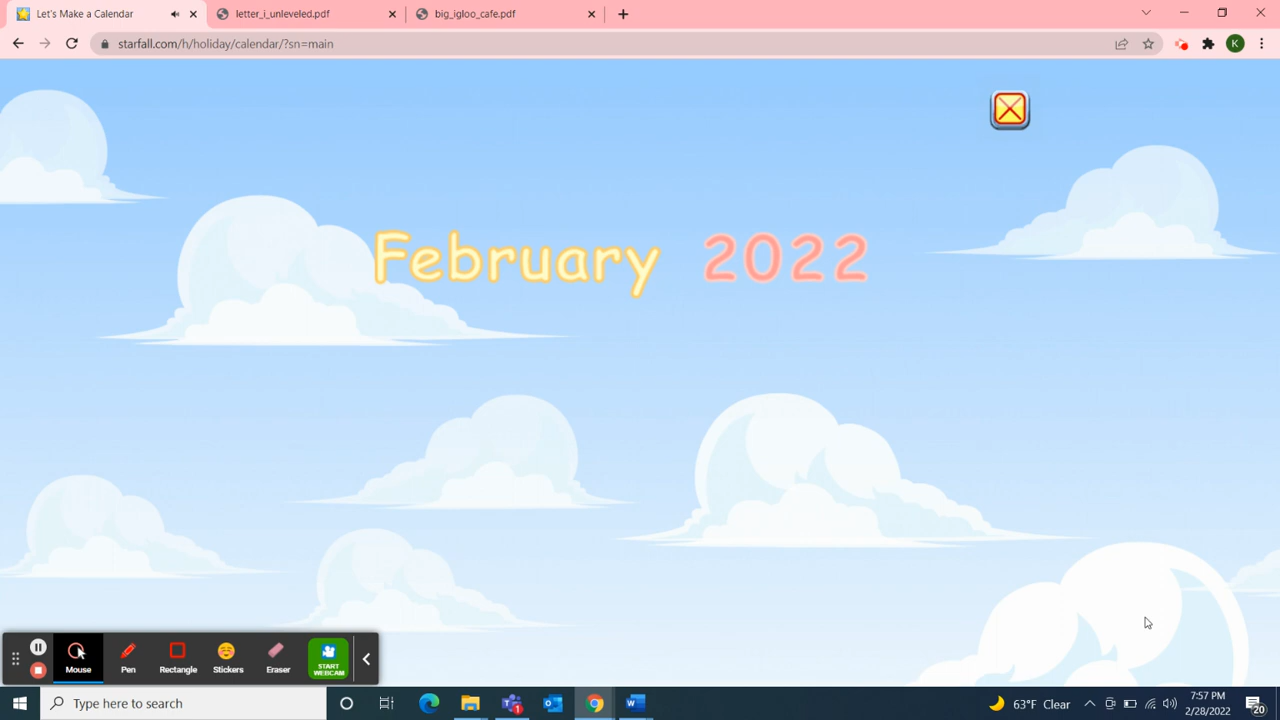 Let's Make a Calendar
letter_i_unleveled.pdf
big_igloo_cafe.pdf
starfall.com/h/holiday/calendar/?sn=main
K
February 2022
Mouse
Pen
Rectangle
Stickers
Eraser
START
WEBCAM
Type here to search
1
63°F Clear
7:57 PM
2/28/2022
20